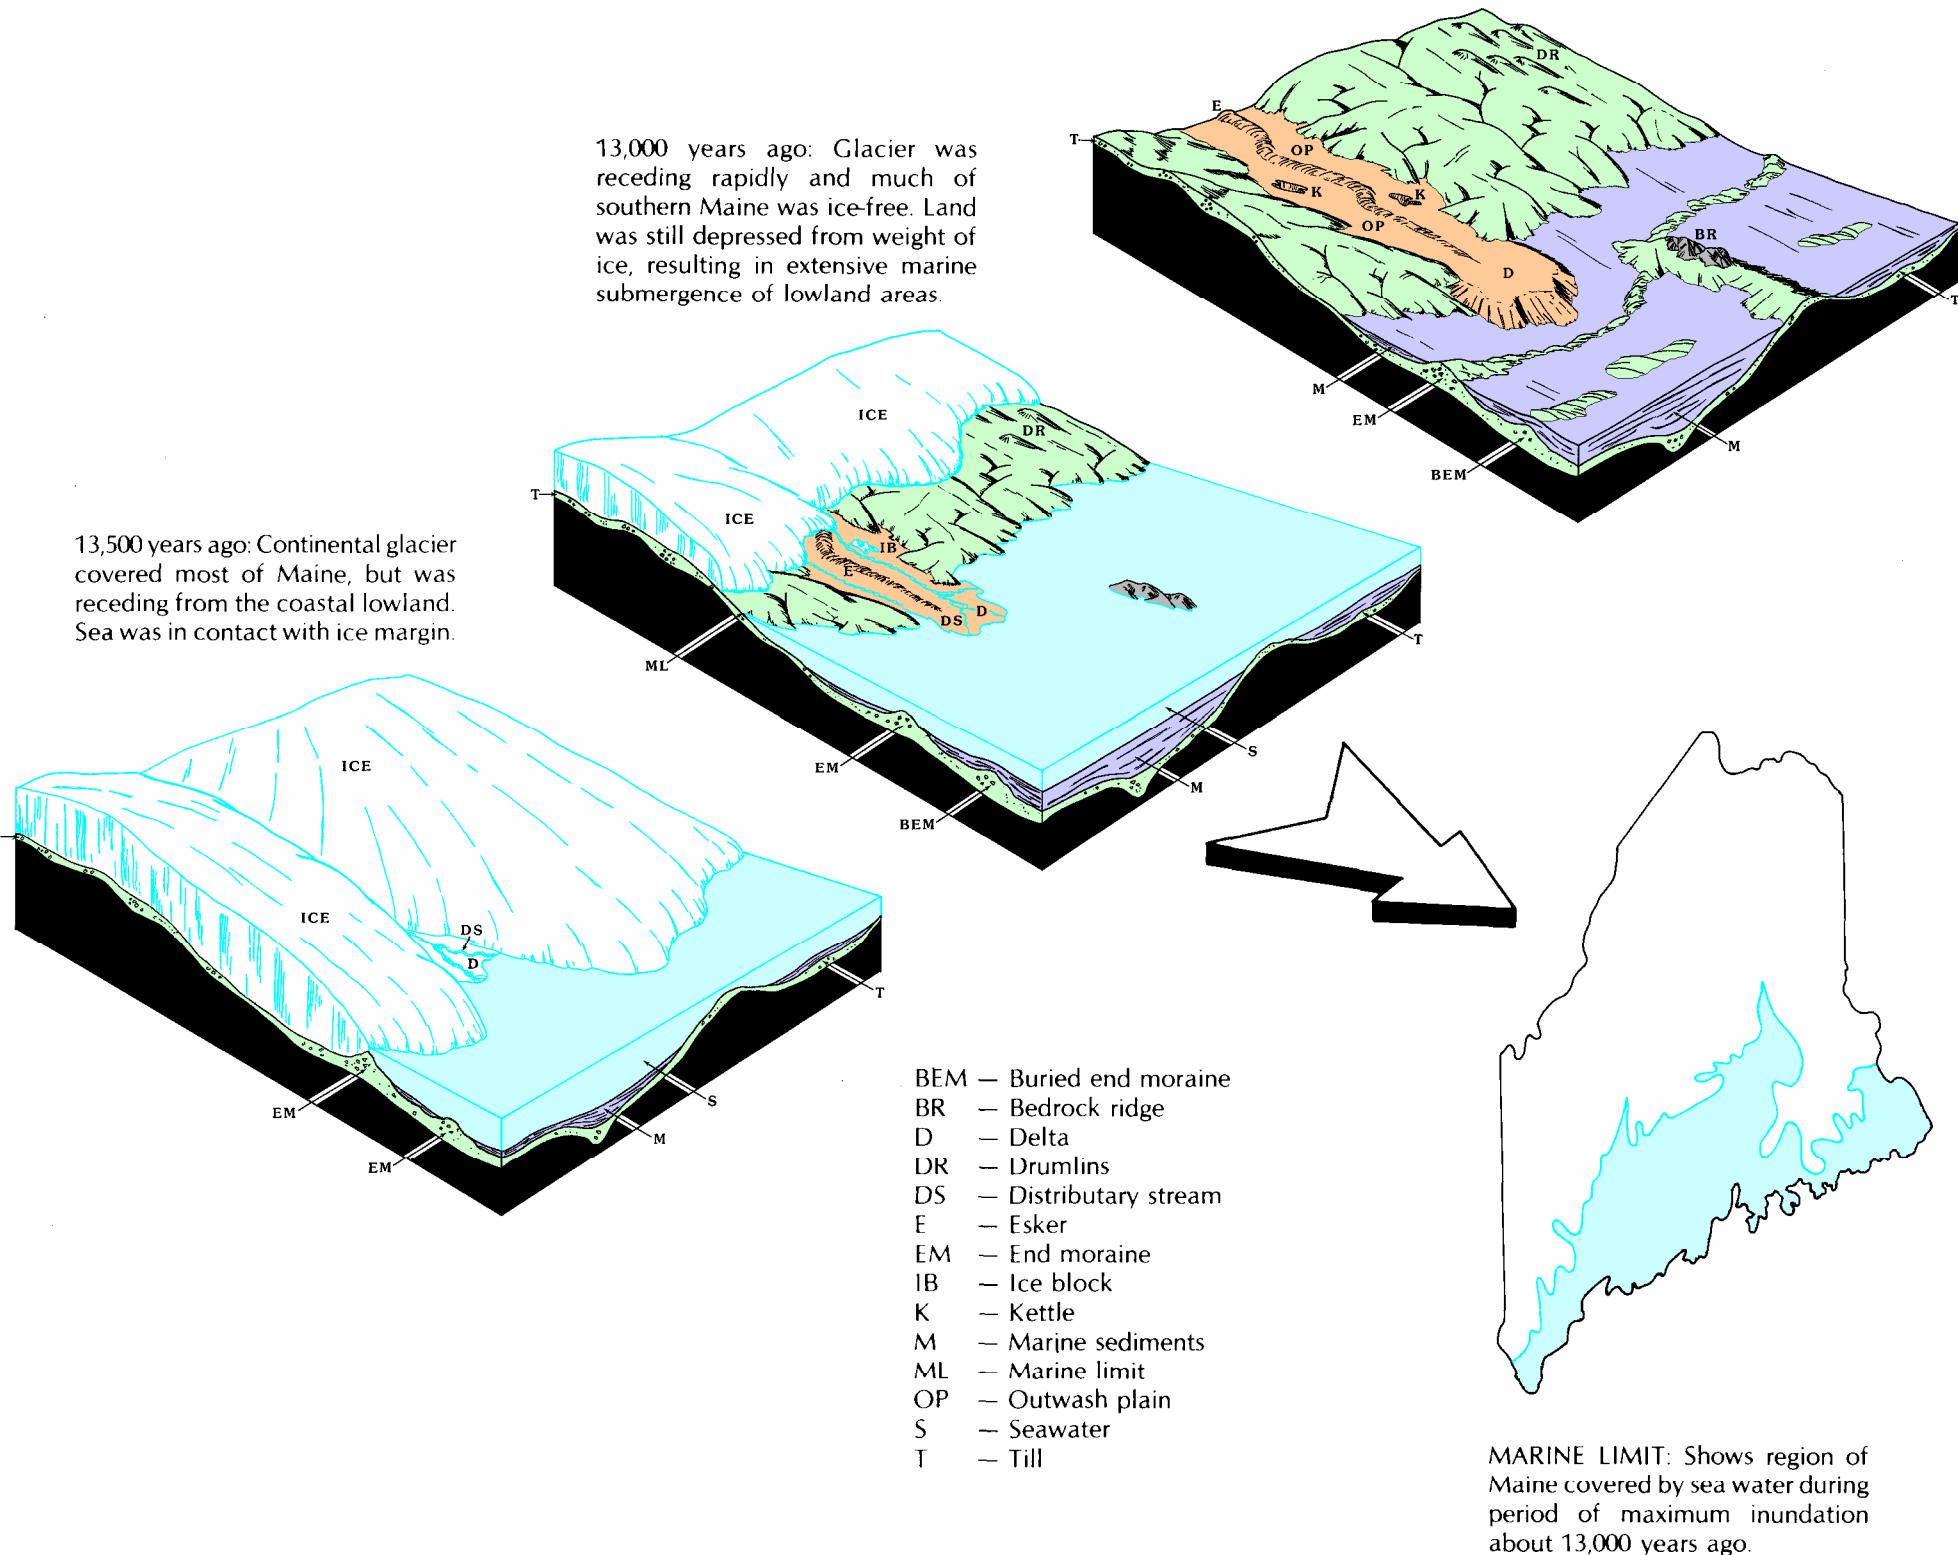 DR
E
T
OP
K
K
OP
BR
D
T
M
EM
M
BEM
13,000 years ago: Glacier was
receding rapidly and much of
southern Maine was ice-free. Land
was still depressed from weight of
ice, resulting in extensive marine
submergence of lowland areas.
ICE
DR
T
ICE
IB
E
D
DS
T
ML
S
EM
M
BEM
13,500 years ago: Continental glacier
covered most of Maine, but was
receding from the coastal lowland.
Sea was in contact with ice margin.
ICE
ICE
DS
D
T
S
EM
M
EM
BEM — Buried end moraine
BR — Bedrock ridge
D — Delta
DR — Drumlins
DS — Distributary stream
E — Esker
EM — End moraine
IB — Ice block
K — Kettle
M — Marine sediments
ML — Marine limit
OP — Outwash plain
S — Seawater
T — Till
MARINE LIMIT: Shows region of
Maine covered by sea water during
period of maximum inundation
about 13,000 years ago.